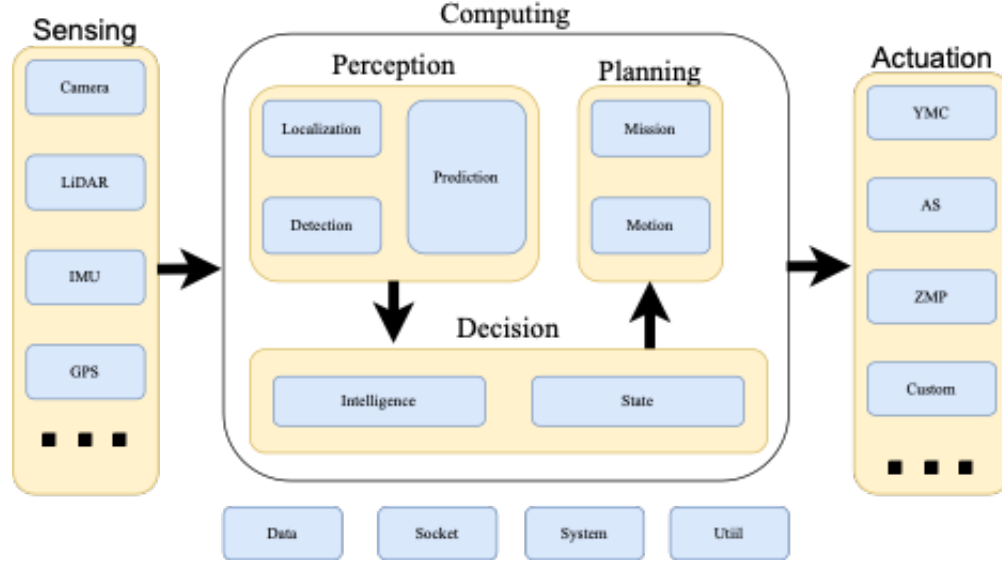 Computing
Sensing
Camera
LiDAR
IMU
GPS
Perception
Localization
Detection
Prediction
Planning
Mission
Motion
Decision
Intelligence
State
Actuation
YMC
AS
ZMP
Custom
Data
Socket
System
Utiil